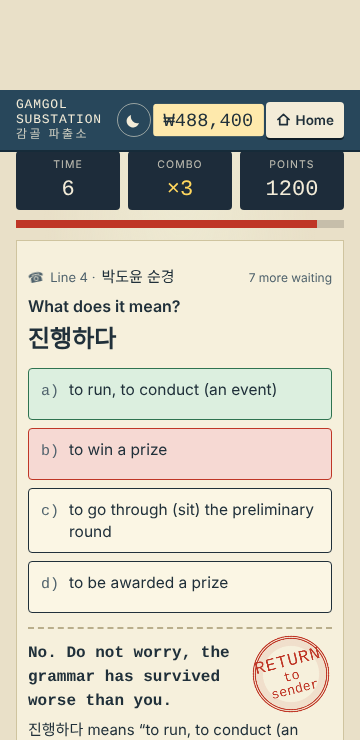 GAMGOL
SUBSTATION
감골 파출소
₩488,400
Home
TIME
6
COMBO
×3
POINTS
1200
☎ Line 4 · 박도윤 순경
7 more waiting
What does it mean?
진행하다
a) to run, to conduct (an event)
b) to win a prize
c) to go through (sit) the preliminary
round
d) to be awarded a prize
No. Do not worry, the
grammar has survived
worse than you.
RETURN
to
sender
진행하다 means “to run, to conduct (an